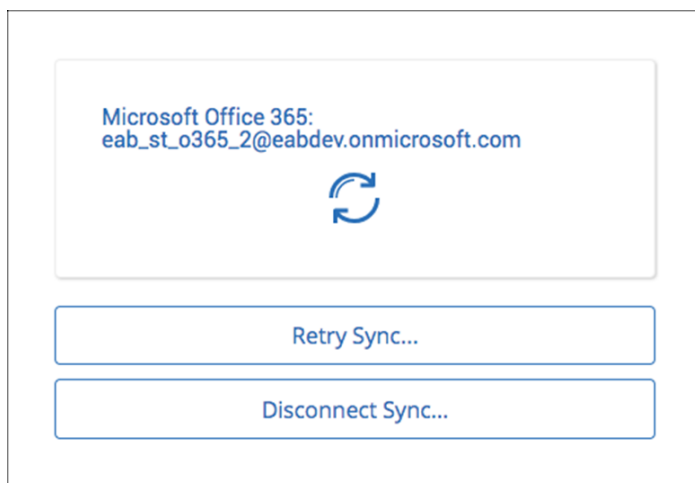 Microsoft Office 365:
eab_st_o365_2@eabdev.onmicrosoft.com
Retry Sync...
Disconnect Sync...